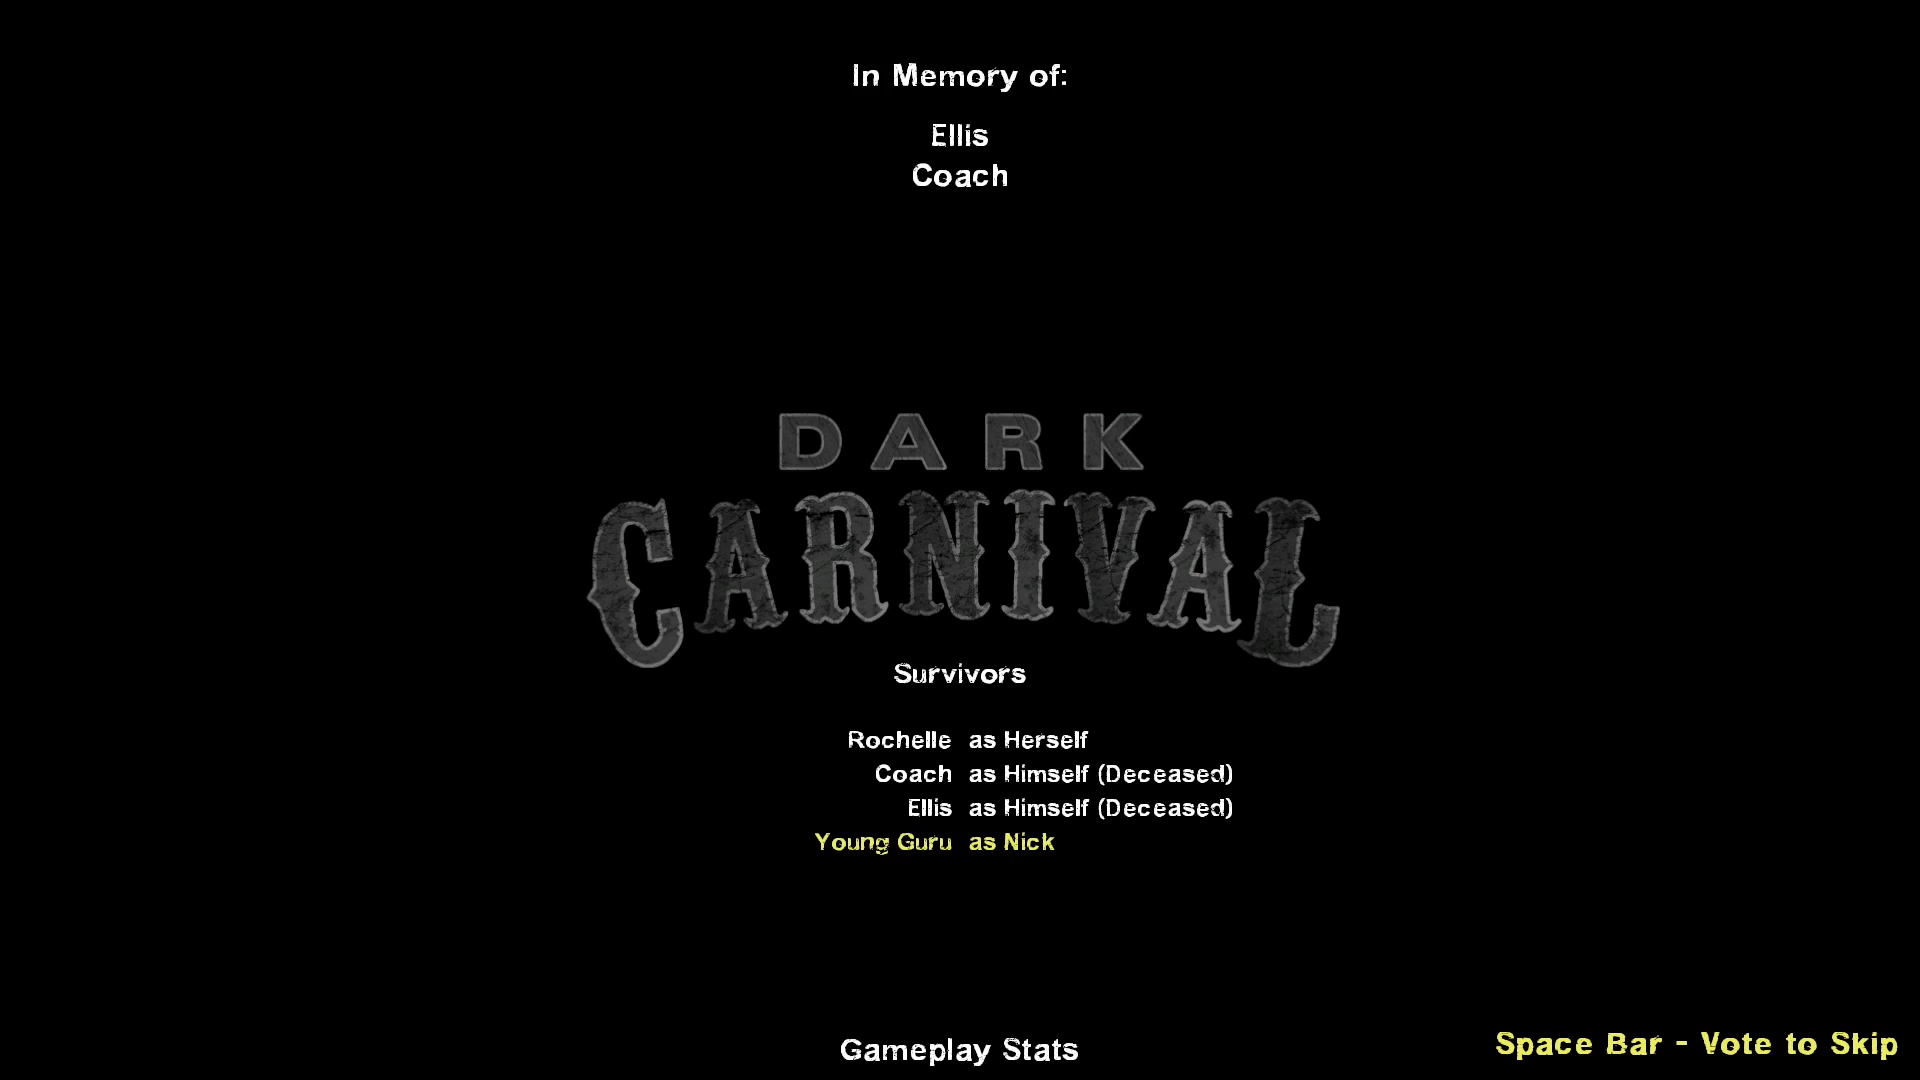 In Memory of:
Ellis
Coach
DARK
CARNIVAL
Survivors
Rochelle as Herself
Coach as Himself (Deceased)
Ellis as Himself (Deceased)
Young Guru as Nick
Gameplay Stats
Space Bar - Vote to Skip